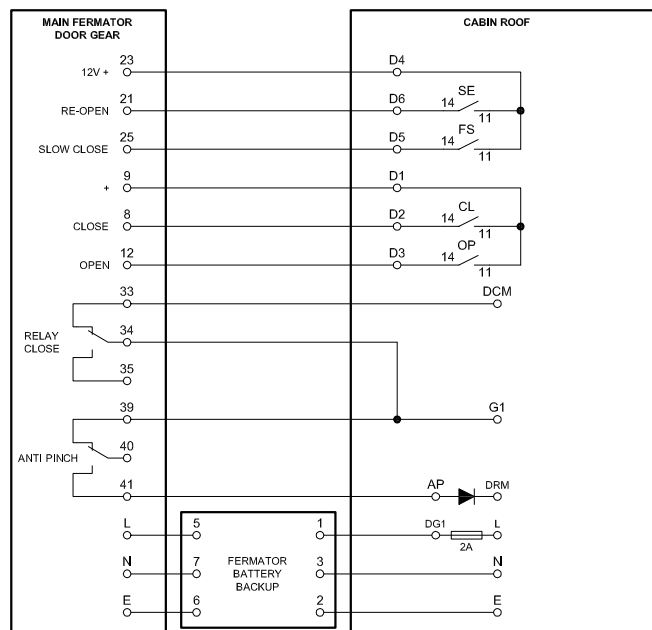 MAIN FERMATOR
DOOR GEAR
CABIN ROOF
12V +
23
D4
RE-OPEN
21
D6
14
SE
11
SLOW CLOSE
25
D5
14
FS
11
+
9
D1
CLOSE
8
D2
14
CL
11
OPEN
12
D3
14
OP
11
33
DCM
RELAY
CLOSE
34
35
39
G1
ANTI PINCH
40
41
AP
DRM
L
5
1
DG1
2A
L
N
7
3
N
FERMATOR
BATTERY
BACKUP
E
6
2
E